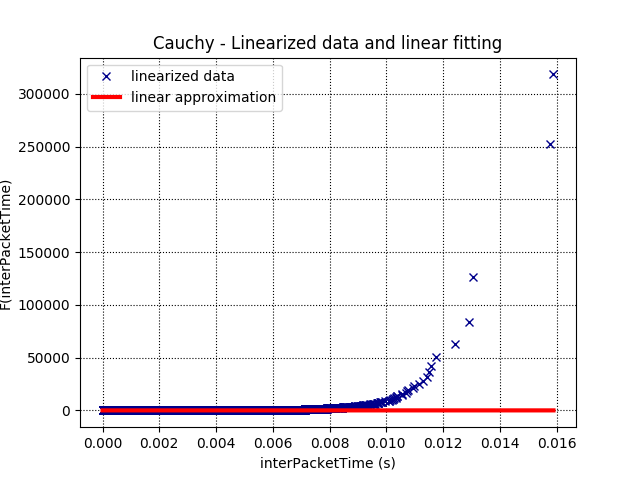 Cauchy - Linearized data and linear fitting
linearized data
linear approximation
300000
250000
200000
150000
100000
50000
0
F(interPacketTime)
0.000 0.002 0.004 0.006 0.008 0.010 0.012 0.014 0.016
interPacketTime (s)